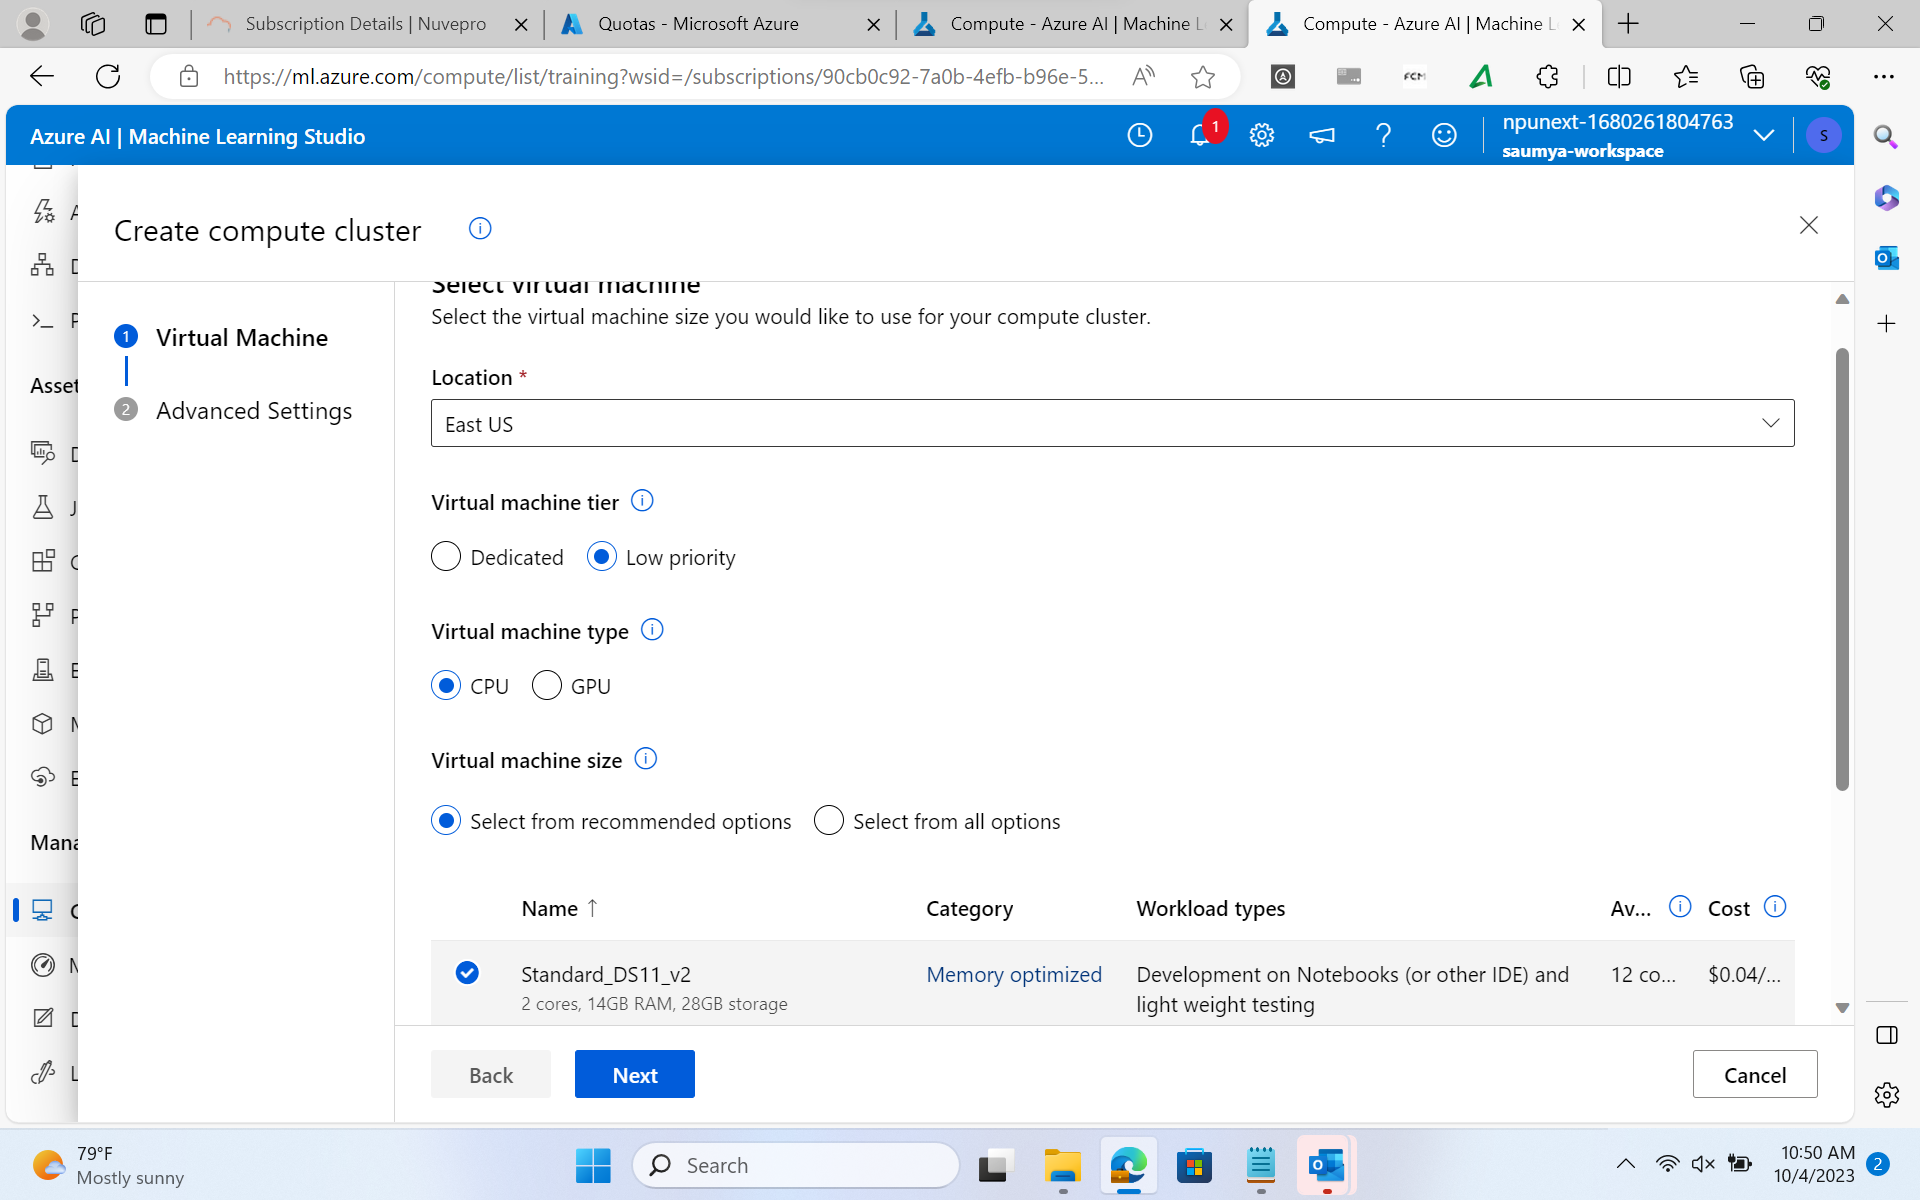 Subscription Details | Nuvepro
Quotas - Microsoft Azure
Compute - Azure AI | Machine L
Compute - Azure AI | Machine L
https://ml.azure.com/compute/list/training?wsid=/subscriptions/90cb0c92-7a0b-4efb-b96e-5...
FCM
Azure AI | Machine Learning Studio
1
npunext-1680261804763
saumya-workspace
S
Create compute cluster
Asset
Mana
1 Virtual Machine
2 Advanced Settings
Select virtual machine
Select the virtual machine size you would like to use for your compute cluster.
Location *
East US
Virtual machine tier
Dedicated Low priority
Virtual machine type
CPU GPU
Virtual machine size
Select from recommended options Select from all options
Name ↑ Category Workload types Av... Cost
Standard_DS11_v2 Memory optimized Development on Notebooks (or other IDE) and 12 co... $0.04/...
2 cores, 14GB RAM, 28GB storage light weight testing
Back Next Cancel
79°F
Mostly sunny
Search
10:50 AM
10/4/2023
2